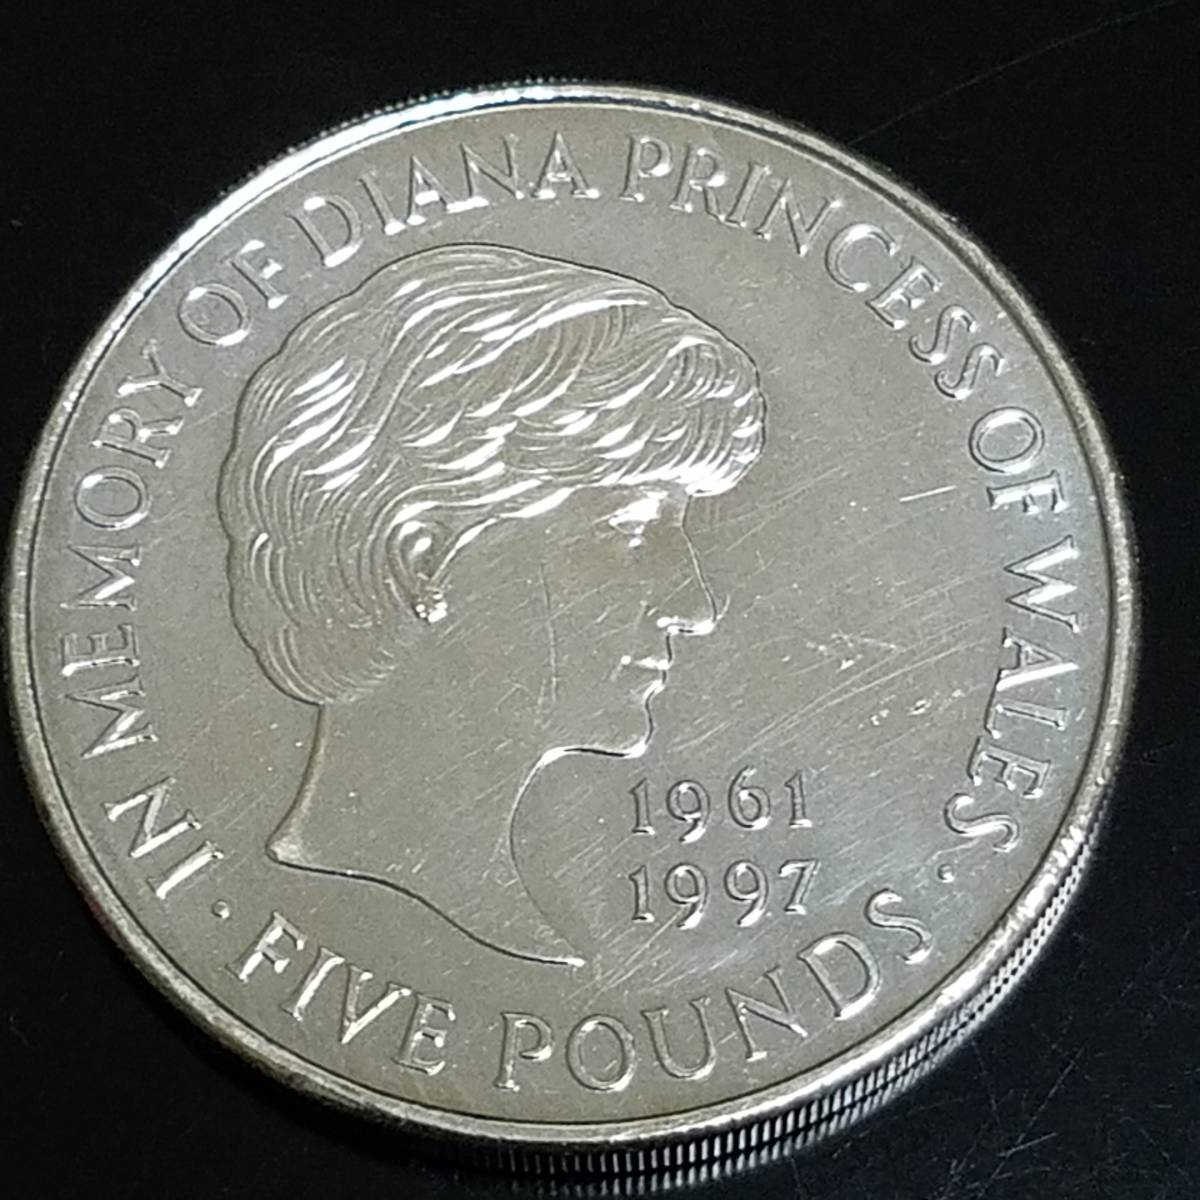 IN MEMORY OF DIANA PRINCESS OF WALES
1961
1997
· FIVE POUNDS ·